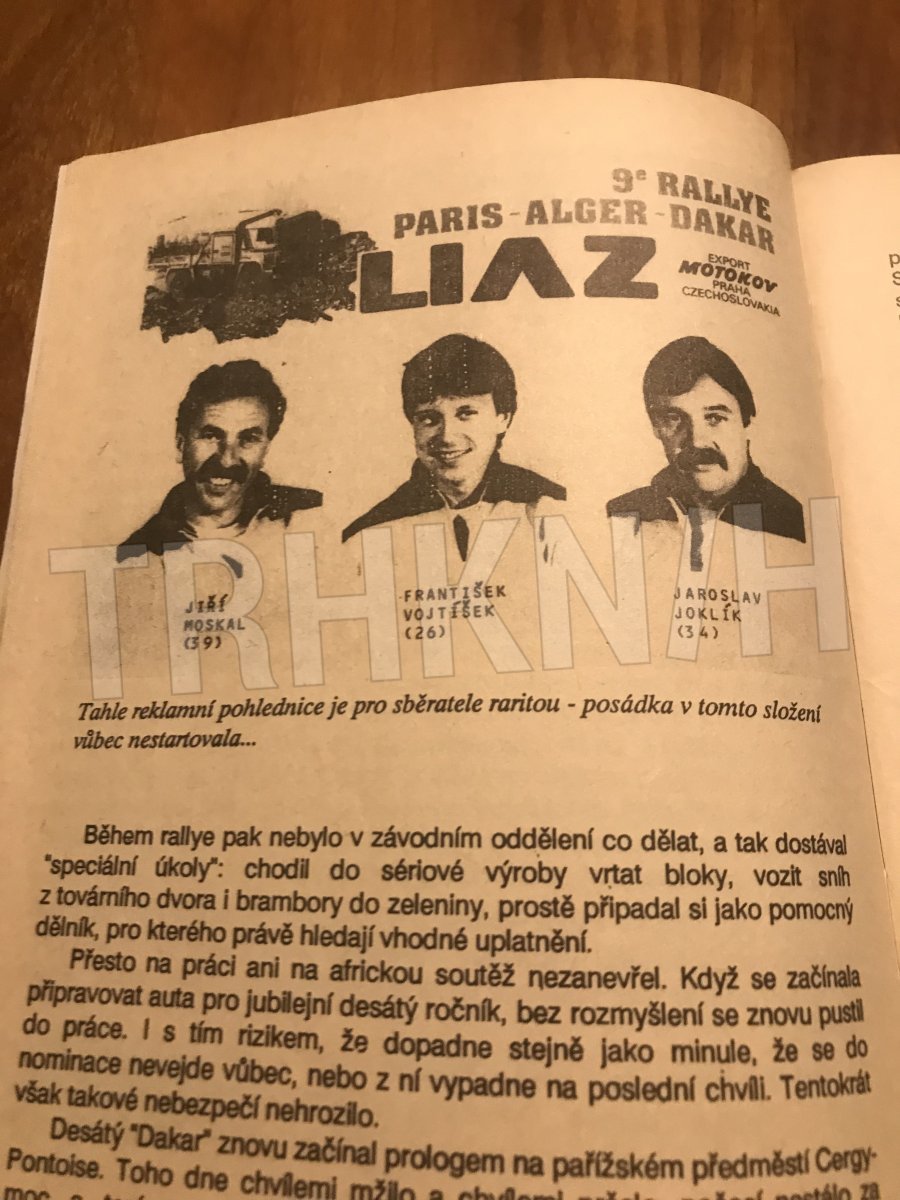 9e RALLYE
PARIS - ALGER - DAKAR
LIAZ
EXPORT
MOTOKOV
PRAHA
CZECHOSLOVAKIA
JIŘÍ
MOSKAL
(39)
FRANTIŠEK
VOJTÍŠEK
(26)
JAROSLAV
JOKLÍK
(34)
TRHKNIH
Tahle reklamní pohlednice je pro sběratele raritou - posádka v tomto složení
vůbec nestartovala...
Během rallye pak nebylo v závodním oddělení co dělat, a tak dostával
"speciální úkoly": chodil do sériové výroby vrtat bloky, vozit sníh
z továrního dvora i brambory do zeleniny, prostě připadal si jako pomocný
dělník, pro kterého právě hledají vhodné uplatnění.
Přesto na práci ani na africkou soutěž nezanevřel. Když se začínala
připravovat auta pro jubilejní desátý ročník, bez rozmyšlení se znovu pustil
do práce. I s tím rizikem, že dopadne stejně jako minule, že se do
nominace nevejde vůbec, nebo z ní vypadne na poslední chvíli. Tentokrát
však takové nebezpečí nehrozilo.
Desátý "Dakar" znovu začínal prologem na pařížském předměstí Cergy-
Pontoise. Toho dne chvílemi mžilo a chvílemi